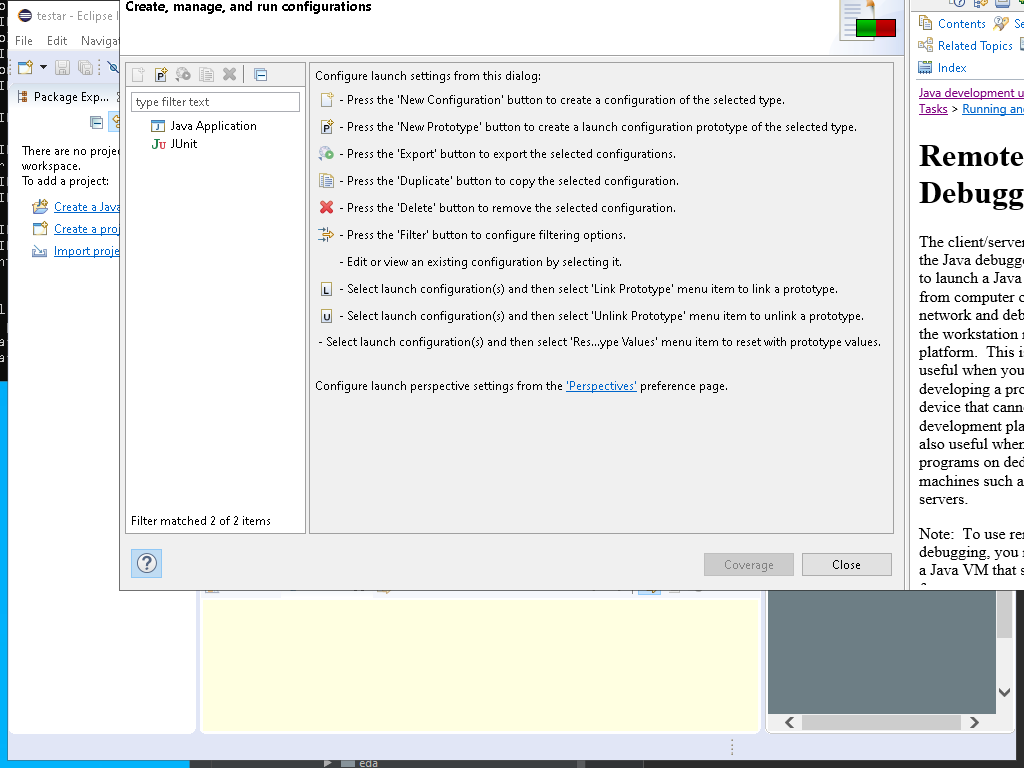 Create, manage, and run configurations
testar - Eclipse I
File Edit Naviga
Package Exp...
There are no proje
workspace.
To add a project:
Create a Java
Create a proj
Import proje
type filter text
Java Application
JUnit
Filter matched 2 of 2 items
Configure launch settings from this dialog:
- Press the 'New Configuration' button to create a configuration of the selected type.
- Press the 'New Prototype' button to create a launch configuration prototype of the selected type.
- Press the 'Export' button to export the selected configurations.
- Press the 'Duplicate' button to copy the selected configuration.
- Press the 'Delete' button to remove the selected configuration.
- Press the 'Filter' button to configure filtering options.
- Edit or view an existing configuration by selecting it.
- Select launch configuration(s) and then select 'Link Prototype' menu item to link a prototype.
- Select launch configuration(s) and then select 'Unlink Prototype' menu item to unlink a prototype.
- Select launch configuration(s) and then select 'Res...ype Values' menu item to reset with prototype values.
Configure launch perspective settings from the 'Perspectives' preference page.
Coverage Close
Contents Se
Related Topics
Index
Java development u
Tasks > Running and
Remote
Debugg
The client/server
the Java debugge
to launch a Java
from computer o
network and deb
the workstation r
platform. This is
useful when you
developing a pro
device that cann
development pla
also useful when
programs on ded
machines such a
servers.
Note: To use rem
debugging, you
a Java VM that s
eda